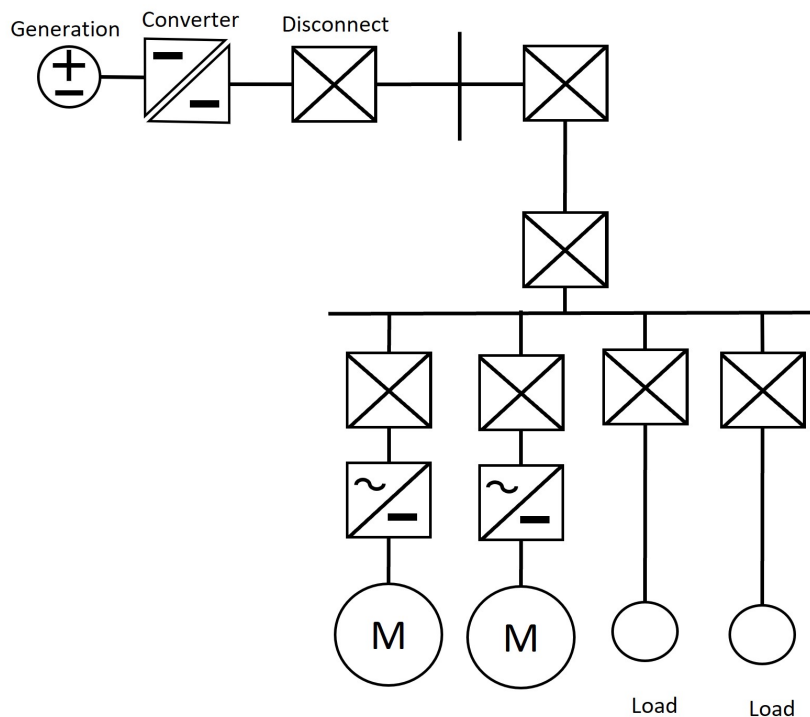 Generation
Converter
Disconnect
M
M
Load
Load